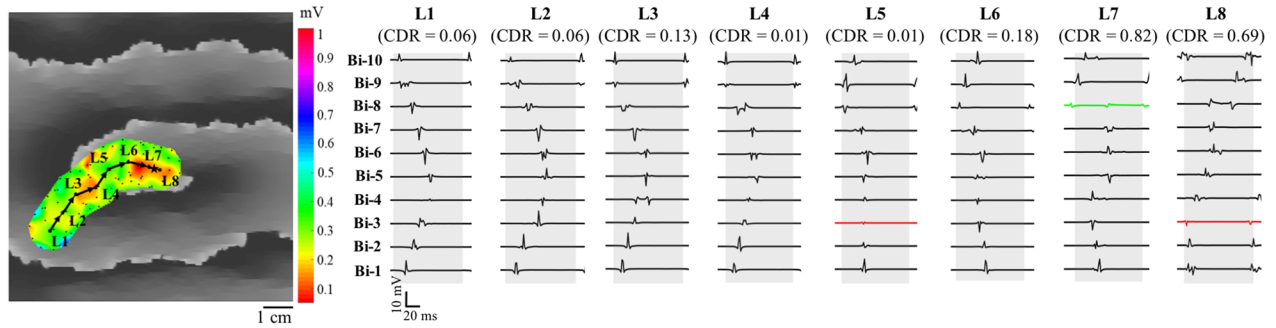 mV
1
0.9
0.8
0.7
0.6
0.5
0.4
0.3
0.2
0.1
L1
L2
L3
L4
L5
L6
L7
L8
1 cm
L1 L2 L3 L4 L5 L6 L7 L8
(CDR = 0.06) (CDR = 0.06) (CDR = 0.13) (CDR = 0.01) (CDR = 0.01) (CDR = 0.18) (CDR = 0.82) (CDR = 0.69)
Bi-10
Bi-9
Bi-8
Bi-7
Bi-6
Bi-5
Bi-4
Bi-3
Bi-2
Bi-1
10 mV
20 ms